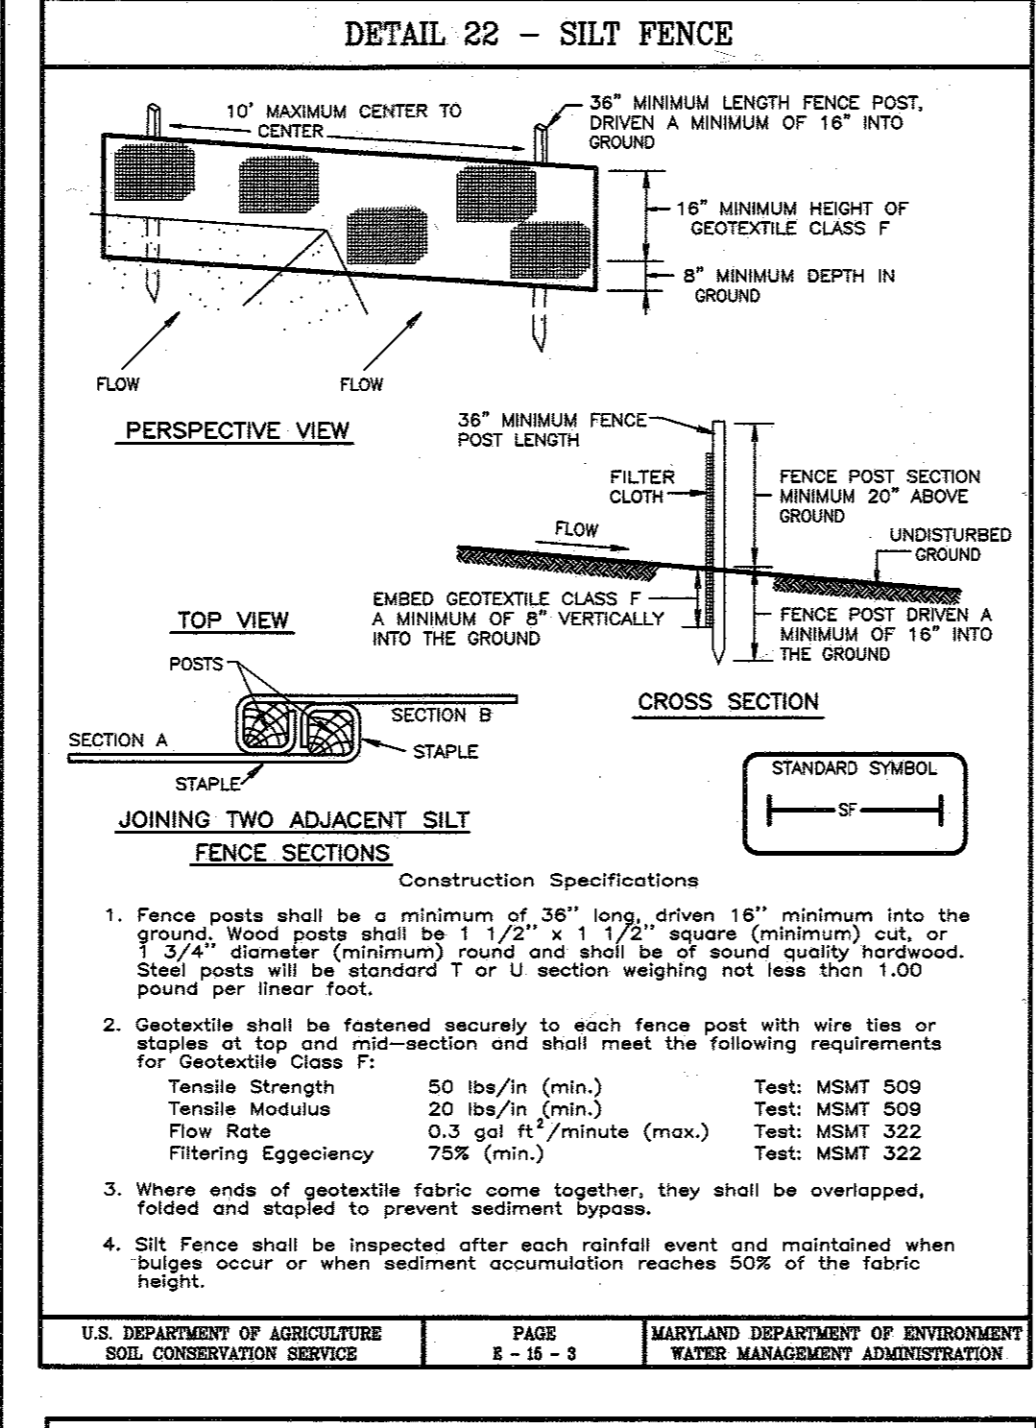 DETAIL 22 – SILT FENCE
10' MAXIMUM CENTER TO
CENTER
36" MINIMUM LENGTH FENCE POST,
DRIVEN A MINIMUM OF 16" INTO
GROUND
16" MINIMUM HEIGHT OF
GEOTEXTILE CLASS F
8" MINIMUM DEPTH IN
GROUND
FLOW
FLOW
PERSPECTIVE VIEW
36" MINIMUM FENCE
POST LENGTH
FILTER
CLOTH
FENCE POST SECTION
MINIMUM 20" ABOVE
GROUND
FLOW
UNDISTURBED
GROUND
EMBED GEOTEXTILE CLASS F
A MINIMUM OF 8" VERTICALLY
INTO THE GROUND
FENCE POST DRIVEN A
MINIMUM OF 16" INTO
THE GROUND
CROSS SECTION
TOP VIEW
POSTS
SECTION B
SECTION A
STAPLE
STAPLE
JOINING TWO ADJACENT SILT
FENCE SECTIONS
STANDARD SYMBOL
SF
Construction Specifications
1. Fence posts shall be a minimum of 36" long, driven 16" minimum into the
ground. Wood posts shall be 1 1/2" x 1 1/2" square (minimum) cut, or
1 3/4" diameter (minimum) round and shall be of sound quality hardwood.
Steel posts will be standard T or U section weighing not less than 1.00
pound per linear foot.
2. Geotextile shall be fastened securely to each fence post with wire ties or
staples at top and mid-section and shall meet the following requirements
for Geotextile Class F:
Tensile Strength 50 lbs/in (min.) Test: MSMT 509
Tensile Modulus 20 lbs/in (min.) Test: MSMT 509
Flow Rate 0.3 gal ft²/minute (max.) Test: MSMT 322
Filtering Eggeciency 75% (min.) Test: MSMT 322
3. Where ends of geotextile fabric come together, they shall be overlapped,
folded and stapled to prevent sediment bypass.
4. Silt Fence shall be inspected after each rainfall event and maintained when
bulges occur or when sediment accumulation reaches 50% of the fabric
height.
U.S. DEPARTMENT OF AGRICULTURE
SOIL CONSERVATION SERVICE
PAGE
E - 15 - 3
MARYLAND DEPARTMENT OF ENVIRONMENT
WATER MANAGEMENT ADMINISTRATION